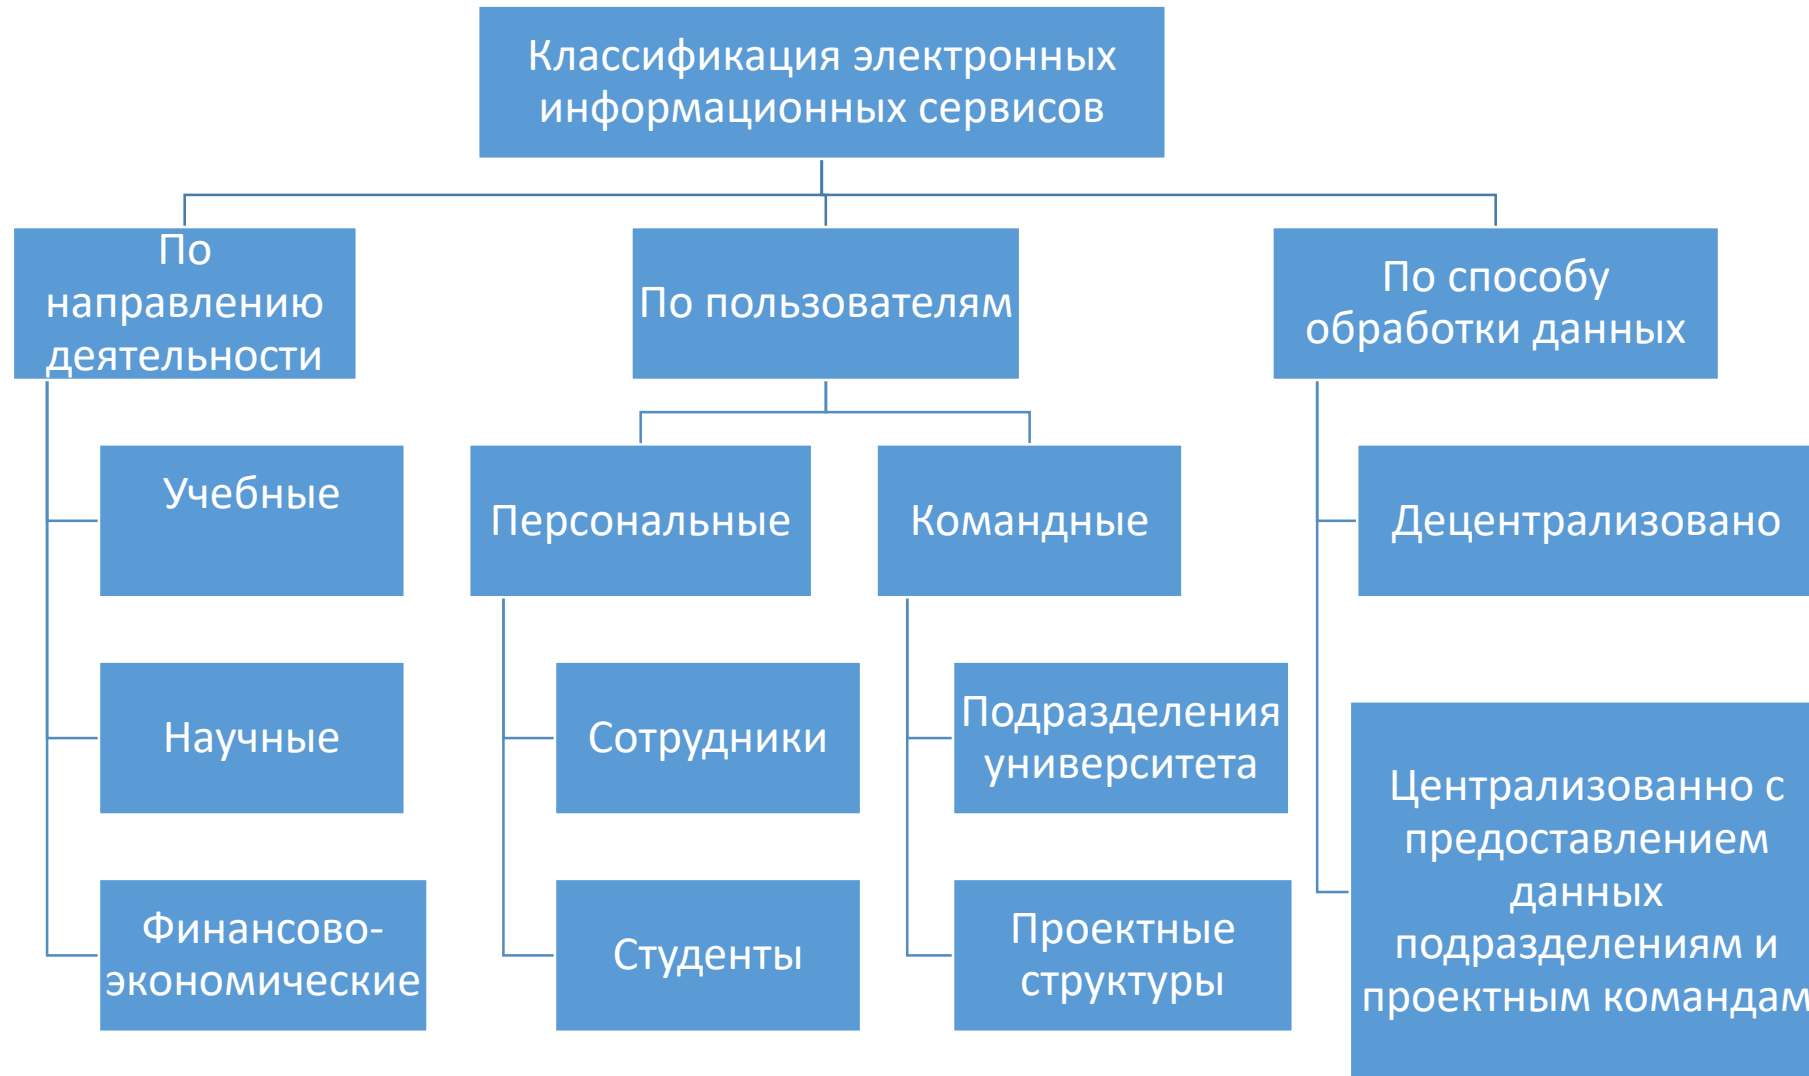 Классификация электронных
информационных сервисов
По
направлению
деятельности
По пользователям
По способу
обработки данных
Учебные
Персональные
Командные
Децентрализовано
Научные
Сотрудники
Подразделения
университета
Централизованно с
предоставлением
данных
подразделениям и
проектным командам
Финансово-
экономические
Студенты
Проектные
структуры